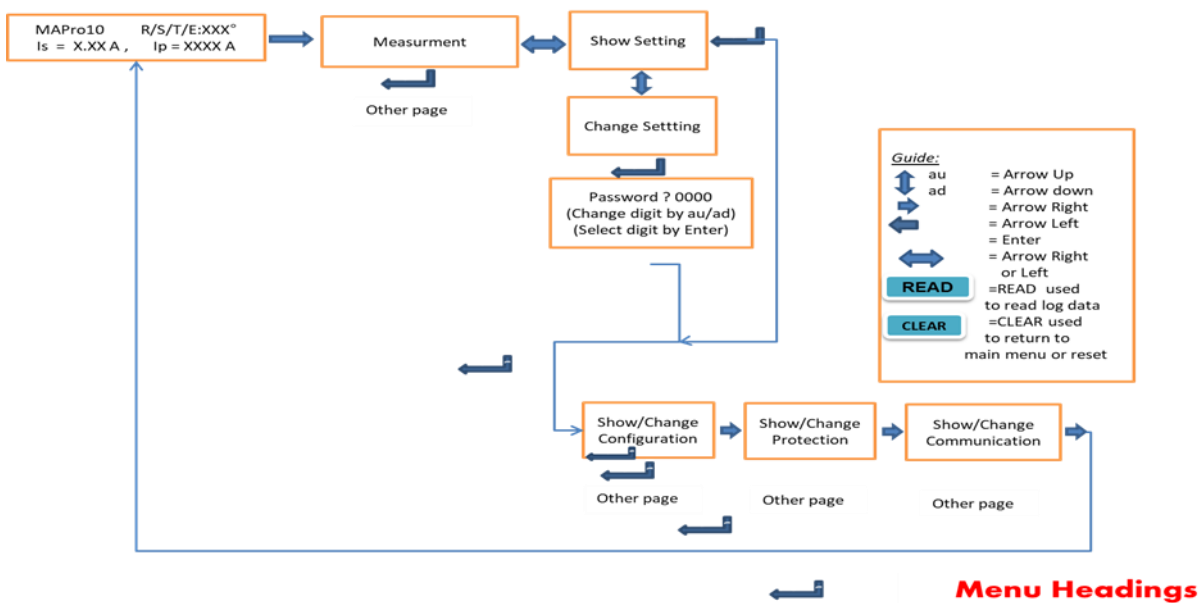 MAPro10 R/S/T/E:XXX°
Is = X.XX A , Ip = XXXX A
Measurment
Show Setting
Other page
Change Settting
Password ? 0000
(Change digit by au/ad)
(Select digit by Enter)
Guide:
au = Arrow Up
ad = Arrow down
= Arrow Right
= Arrow Left
= Enter
= Arrow Right
or Left
READ =READ used
to read log data
CLEAR =CLEAR used
to return to
main menu or reset
Show/Change
Configuration
Show/Change
Protection
Show/Change
Communication
Other page
Other page
Other page
Menu Headings